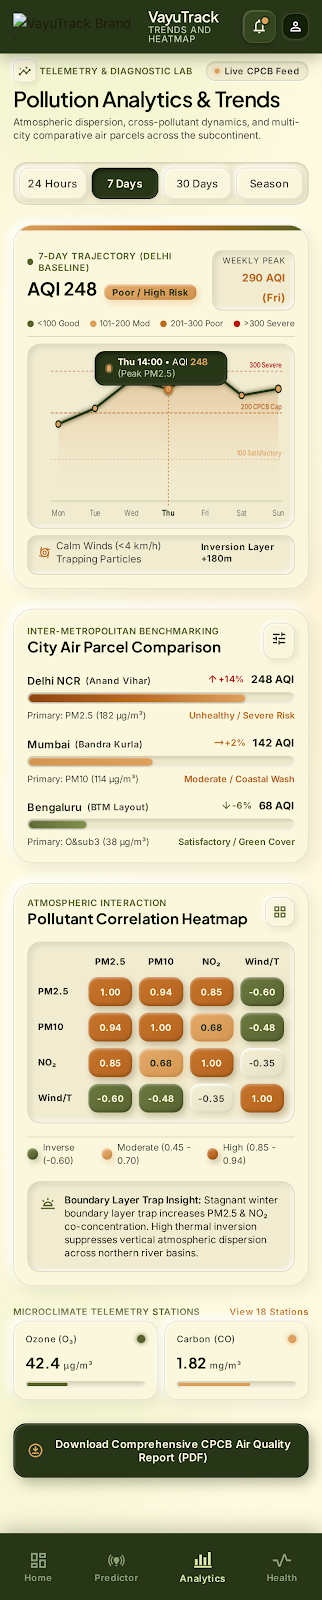 VayuTrack Brand
VayuTrack
TRENDS AND
HEATMAP
TELEMETRY & DIAGNOSTIC LAB
Live CPCB Feed
Pollution Analytics & Trends
Atmospheric dispersion, cross-pollutant dynamics, and multi-
city comparative air parcels across the subcontinent.
24 Hours
7 Days
30 Days
Season
7-DAY TRAJECTORY (DELHI
BASELINE)
AQI 248
Poor / High Risk
WEEKLY PEAK
290 AQI
(Fri)
<100 Good
101-200 Mod
201-300 Poor
>300 Severe
Thu 14:00 • AQI 248
(Peak PM2.5)
300 Severe
200 CPCB Cap
100 Satisfactory
Mon
Tue
Wed
Thu
Fri
Sat
Sun
Calm Winds (<4 km/h)
Trapping Particles
Inversion Layer
+180m
INTER-METROPOLITAN BENCHMARKING
City Air Parcel Comparison
Delhi NCR (Anand Vihar)
↑+14% 248 AQI
Primary: PM2.5 (182 µg/m³)
Unhealthy / Severe Risk
Mumbai (Bandra Kurla)
→+2% 142 AQI
Primary: PM10 (114 µg/m³)
Moderate / Coastal Wash
Bengaluru (BTM Layout)
↓-6% 68 AQI
Primary: O&sub3 (38 µg/m³)
Satisfactory / Green Cover
ATMOSPHERIC INTERACTION
Pollutant Correlation Heatmap
PM2.5 PM10 NO₂ Wind/T
PM2.5 1.00 0.94 0.85 -0.60
PM10 0.94 1.00 0.68 -0.48
NO₂ 0.85 0.68 1.00 -0.35
Wind/T -0.60 -0.48 -0.35 1.00
Inverse
(-0.60)
Moderate (0.45 -
0.70)
High (0.85 -
0.94)
Boundary Layer Trap Insight: Stagnant winter
boundary layer trap increases PM2.5 & NO₂
co-concentration. High thermal inversion
suppresses vertical atmospheric dispersion
across northern river basins.
MICROCLIMATE TELEMETRY STATIONS
View 18 Stations
Ozone (O₃)
42.4 µg/m³
Carbon (CO)
1.82 mg/m³
Download Comprehensive CPCB Air Quality
Report (PDF)
Home
Predictor
Analytics
Health